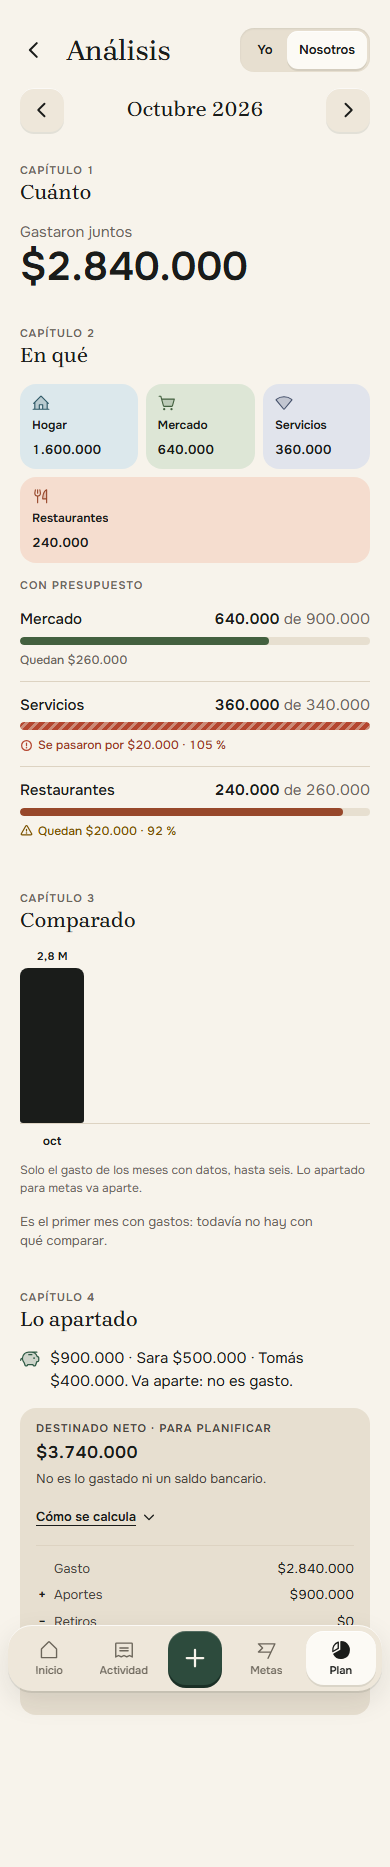 Análisis
Yo
Nosotros
Octubre 2026
CAPÍTULO 1
Cuánto
Gastaron juntos
$2.840.000
CAPÍTULO 2
En qué
Hogar
1.600.000
Mercado
640.000
Servicios
360.000
Restaurantes
240.000
CON PRESUPUESTO
Mercado 640.000 de 900.000
Quedan $260.000
Servicios 360.000 de 340.000
Se pasaron por $20.000 · 105 %
Restaurantes 240.000 de 260.000
Quedan $20.000 · 92 %
CAPÍTULO 3
Comparado
2,8 M
oct
Solo el gasto de los meses con datos, hasta seis. Lo apartado
para metas va aparte.
Es el primer mes con gastos: todavía no hay con
qué comparar.
CAPÍTULO 4
Lo apartado
$900.000 · Sara $500.000 · Tomás
$400.000. Va aparte: no es gasto.
DESTINADO NETO · PARA PLANIFICAR
$3.740.000
No es lo gastado ni un saldo bancario.
Cómo se calcula
Gasto $2.840.000
+ Aportes $900.000
− Retiros $0
Inicio
Actividad
Metas
Plan